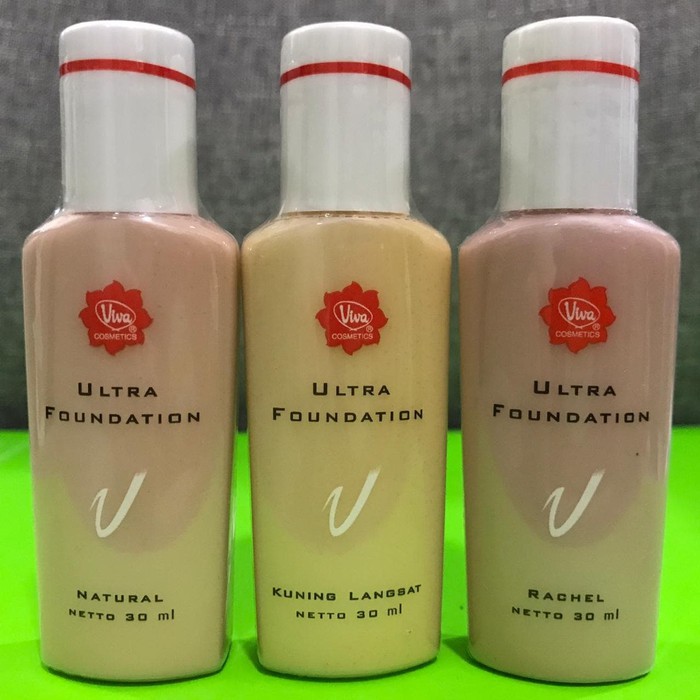 Viva®
COSMETICS
ULTRA
FOUNDATION
V
NATURAL
NETTO 30 ml
Viva®
COSMETICS
ULTRA
FOUNDATION
V
KUNING LANGSAT
NETTO 30 ml
Viva®
COSMETICS
ULTRA
FOUNDATION
V
RACHEL
NETTO 30 ml